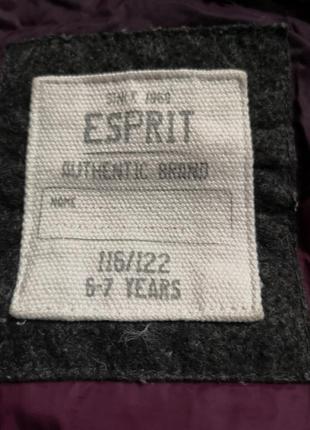 SINCE 1968
ESPRIT
AUTHENTIC BRAND
NAME
116/122
6-7 YEARS